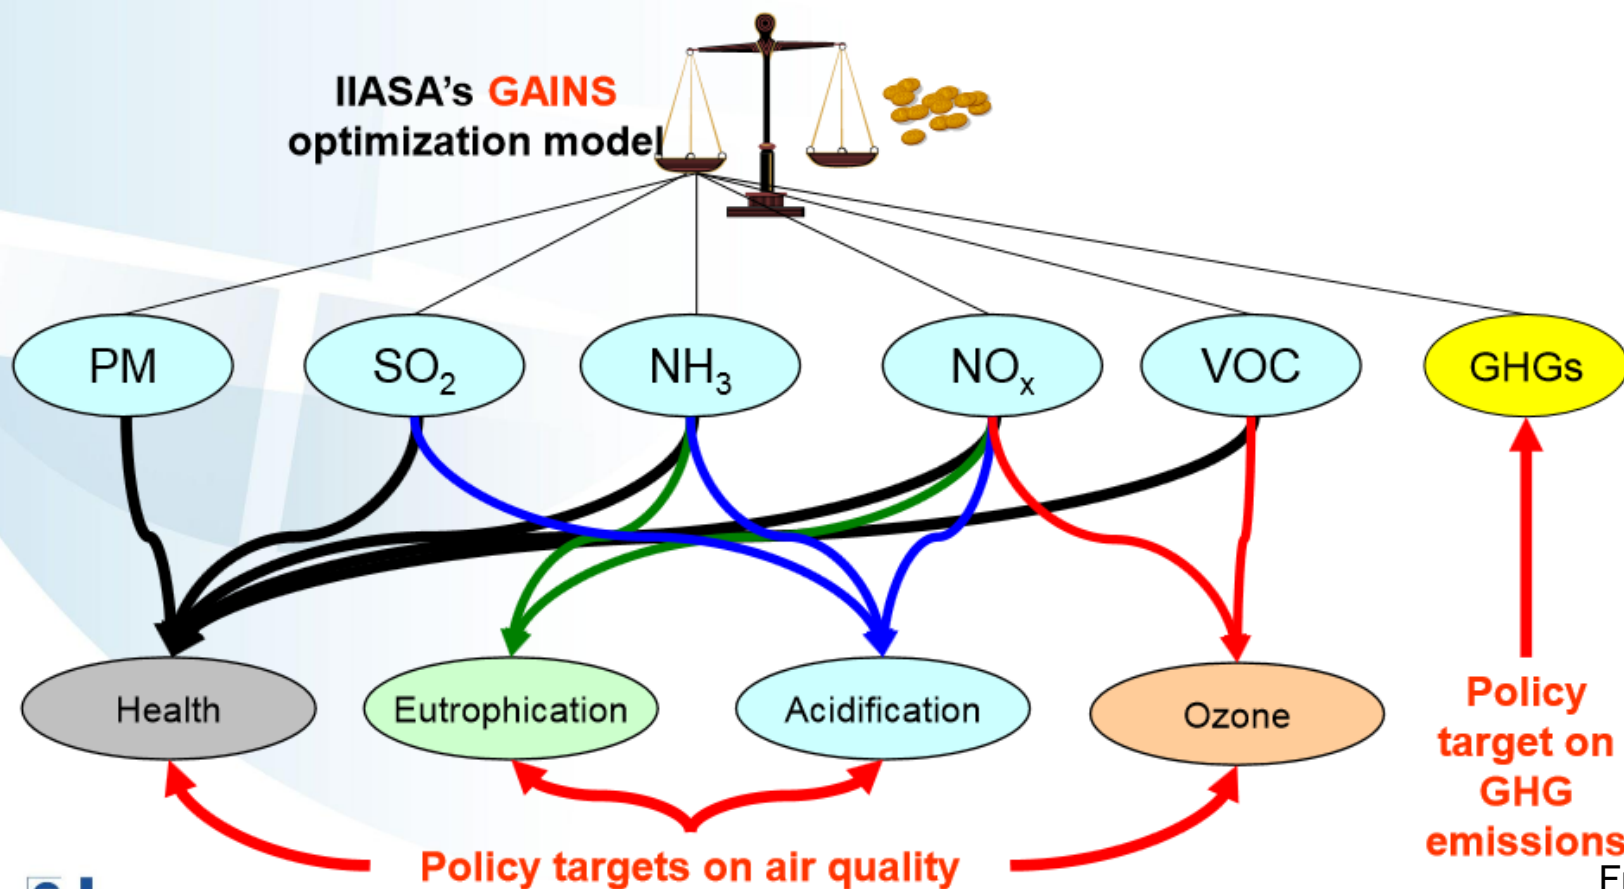 IIASA's GAINS
optimization model
PM
SO₂
NH₃
NOₓ
VOC
GHGs
Health
Eutrophication
Acidification
Ozone
Policy
target on
GHG
emissions
Policy targets on air quality